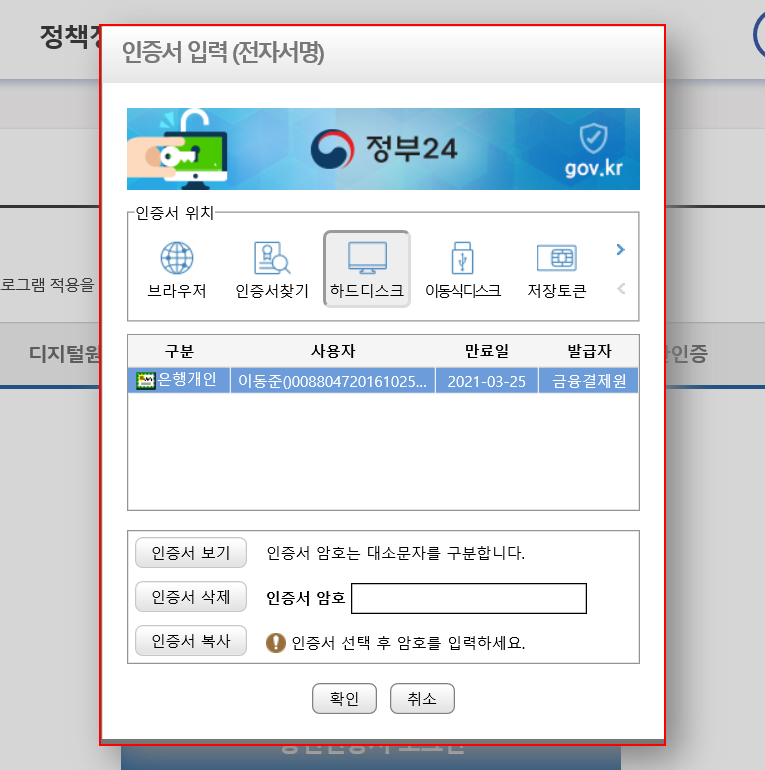 정책정
인증서 입력 (전자서명)
정부24
gov.kr
인증서 위치
브라우저 인증서찾기 하드디스크 이동식디스크 저장토큰
로그램 적용을
디지털원
인증
구분 사용자 만료일 발급자
은행개인 이동준()008804720161025... 2021-03-25 금융결제원
인증서 보기 인증서 암호는 대소문자를 구분합니다.
인증서 삭제 인증서 암호
인증서 복사 인증서 선택 후 암호를 입력하세요.
확인 취소